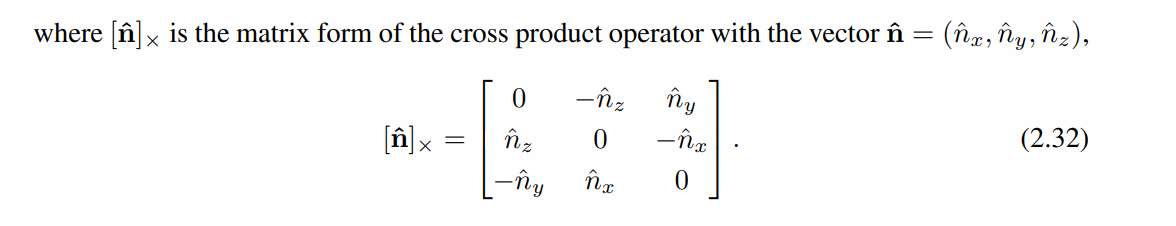 where [n̂]× is the matrix form of the cross product operator with the vector n̂ = (n̂x, n̂y, n̂z),
0 −n̂z n̂y
[n̂]× = n̂z 0 −n̂x . (2.32)
−n̂y n̂x 0